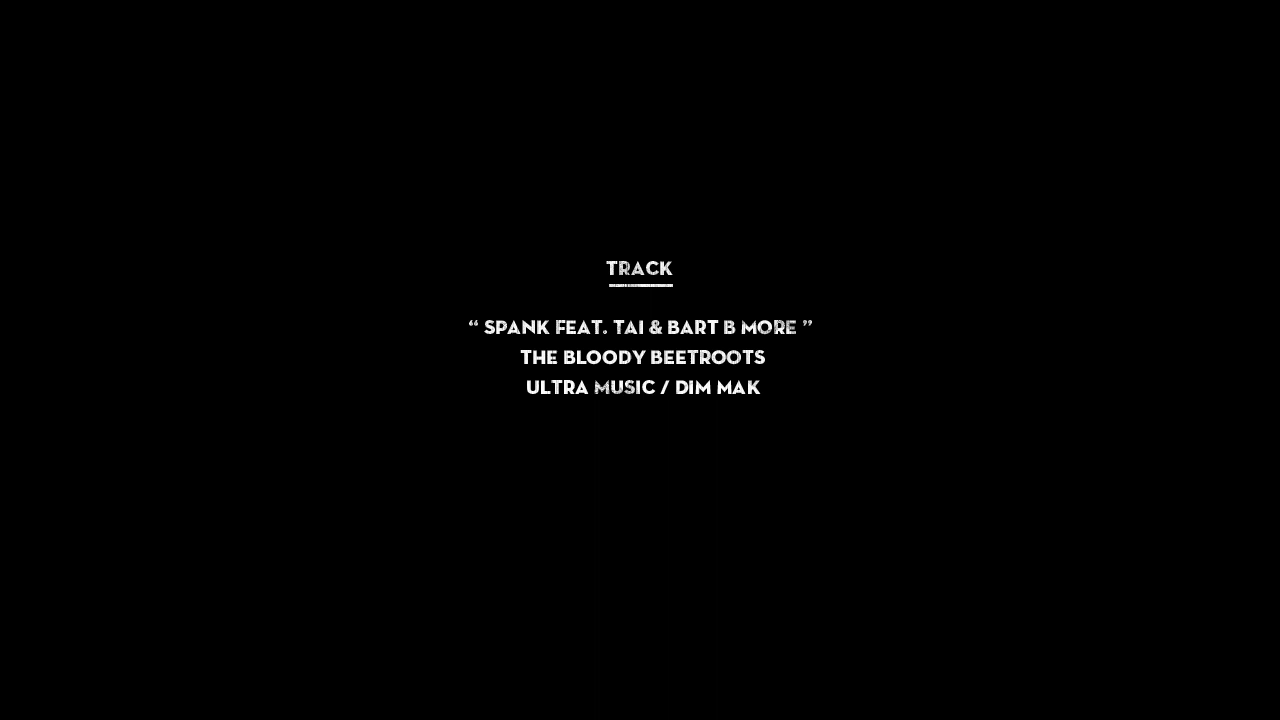 TRACK
“ SPANK FEAT. TAI & BART B MORE ”
THE BLOODY BEETROOTS
ULTRA MUSIC / DIM MAK